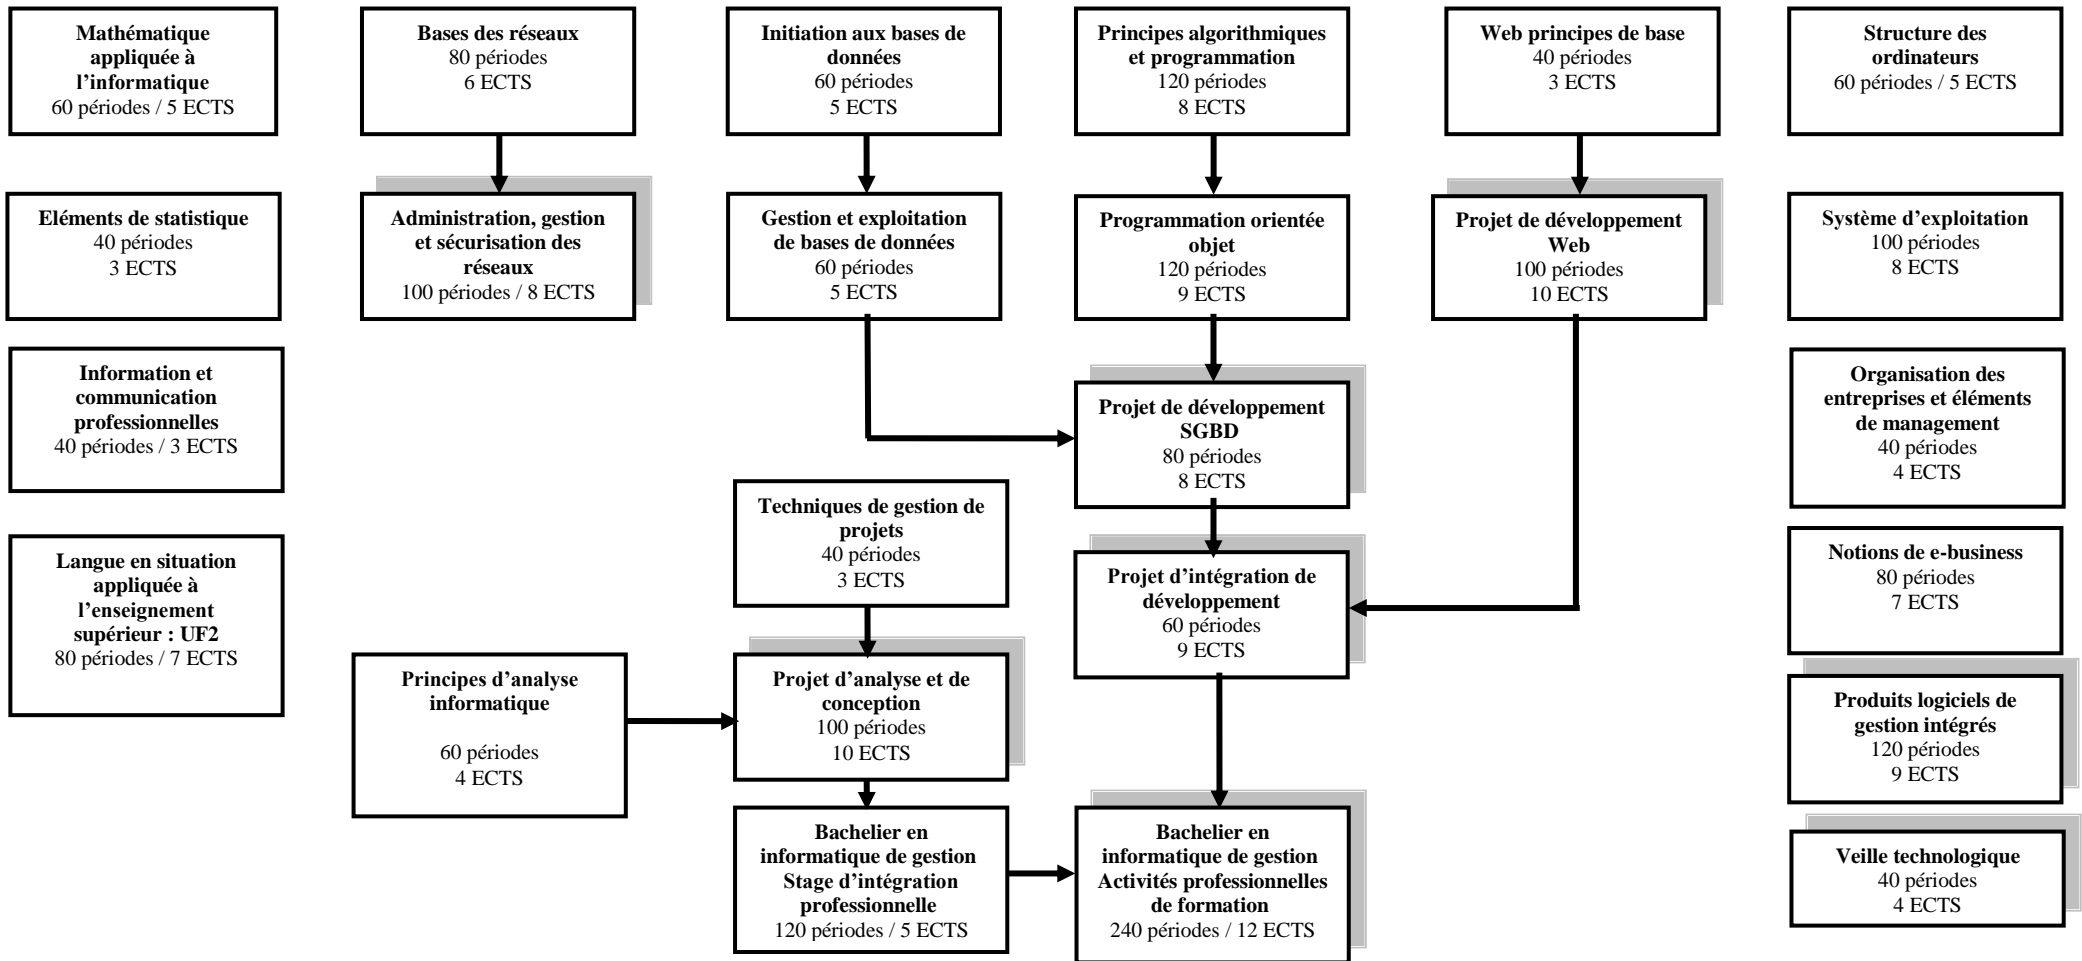 Mathématique
appliquée à
l’informatique
60 périodes / 5 ECTS
Bases des réseaux
80 périodes
6 ECTS
Initiation aux bases de
données
60 périodes
5 ECTS
Principes algorithmiques
et programmation
120 périodes
8 ECTS
Web principes de base
40 périodes
3 ECTS
Structure des
ordinateurs
60 périodes / 5 ECTS
Eléments de statistique
40 périodes
3 ECTS
Administration, gestion
et sécurisation des
réseaux
100 périodes / 8 ECTS
Gestion et exploitation
de bases de données
60 périodes
5 ECTS
Programmation orientée
objet
120 périodes
9 ECTS
Projet de développement
Web
100 périodes
10 ECTS
Système d’exploitation
100 périodes
8 ECTS
Information et
communication
professionnelles
40 périodes / 3 ECTS
Projet de développement
SGBD
80 périodes
8 ECTS
Organisation des
entreprises et éléments
de management
40 périodes
4 ECTS
Techniques de gestion de
projets
40 périodes
3 ECTS
Langue en situation
appliquée à
l’enseignement
supérieur : UF2
80 périodes / 7 ECTS
Projet d’intégration de
développement
60 périodes
9 ECTS
Notions de e-business
80 périodes
7 ECTS
Principes d’analyse
informatique
60 périodes
4 ECTS
Projet d’analyse et de
conception
100 périodes
10 ECTS
Produits logiciels de
gestion intégrés
120 périodes
9 ECTS
Bachelier en
informatique de gestion
Stage d’intégration
professionnelle
120 périodes / 5 ECTS
Bachelier en
informatique de gestion
Activités professionnelles
de formation
240 périodes / 12 ECTS
Veille technologique
40 périodes
4 ECTS